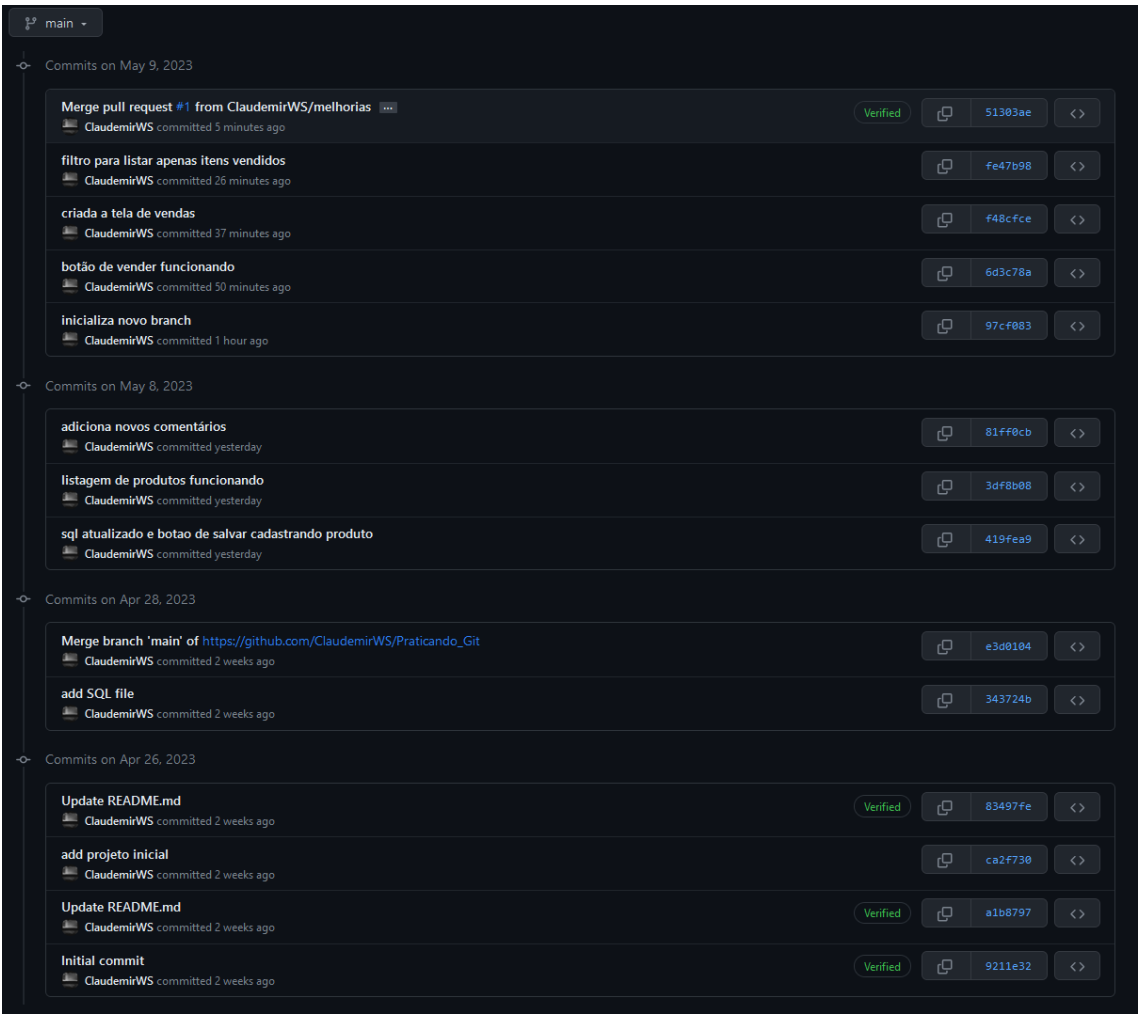 main
Commits on May 9, 2023
Merge pull request #1 from ClaudemirWS/melhorias ...
Verified
51303ae
ClaudemirWS committed 5 minutes ago
filtro para listar apenas itens vendidos
fe47b98
ClaudemirWS committed 26 minutes ago
criada a tela de vendas
f48cfce
ClaudemirWS committed 37 minutes ago
botão de vender funcionando
6d3c78a
ClaudemirWS committed 50 minutes ago
inicializa novo branch
97cf083
ClaudemirWS committed 1 hour ago
Commits on May 8, 2023
adiciona novos comentários
81ff0cb
ClaudemirWS committed yesterday
listagem de produtos funcionando
3df8b08
ClaudemirWS committed yesterday
sql atualizado e botao de salvar cadastrando produto
419fea9
ClaudemirWS committed yesterday
Commits on Apr 28, 2023
Merge branch 'main' of https://github.com/ClaudemirWS/Praticando_Git
e3d0104
ClaudemirWS committed 2 weeks ago
add SQL file
343724b
ClaudemirWS committed 2 weeks ago
Commits on Apr 26, 2023
Update README.md
Verified
83497fe
ClaudemirWS committed 2 weeks ago
add projeto inicial
ca2f730
ClaudemirWS committed 2 weeks ago
Update README.md
Verified
a1b8797
ClaudemirWS committed 2 weeks ago
Initial commit
Verified
9211e32
ClaudemirWS committed 2 weeks ago